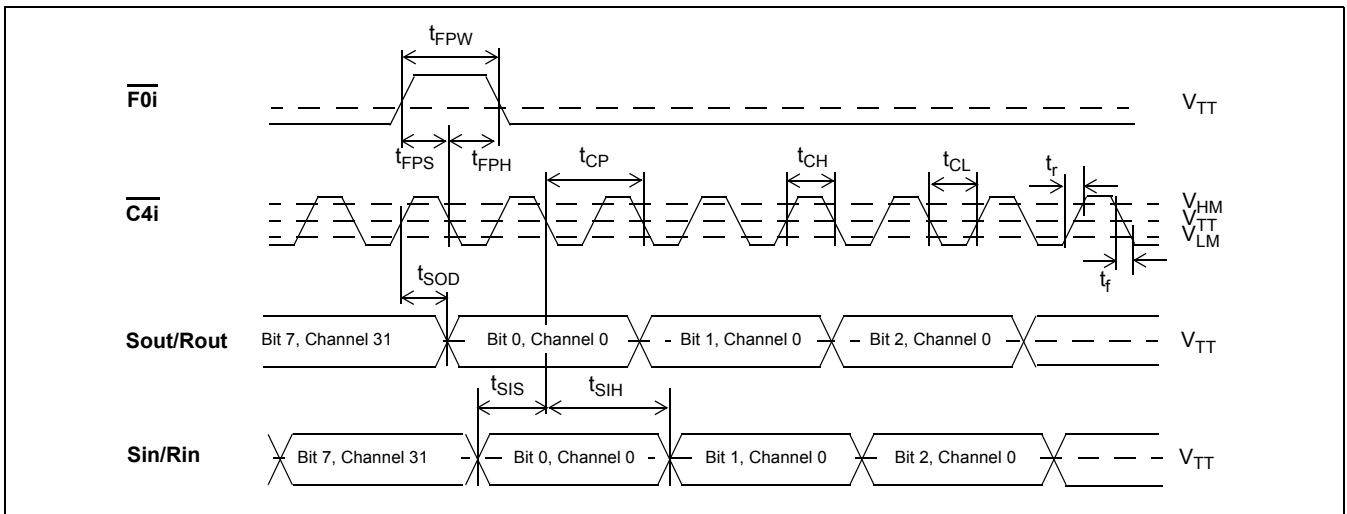 tFPW
F0i
VTT
tFPS
tFPH
tCP
tCH
tCL
tr
C4i
VHM
VTT
VLM
tSOD
tf
Sout/Rout
Bit 7, Channel 31
Bit 0, Channel 0
Bit 1, Channel 0
Bit 2, Channel 0
VTT
tSIS
tSIH
Sin/Rin
Bit 7, Channel 31
Bit 0, Channel 0
Bit 1, Channel 0
Bit 2, Channel 0
VTT